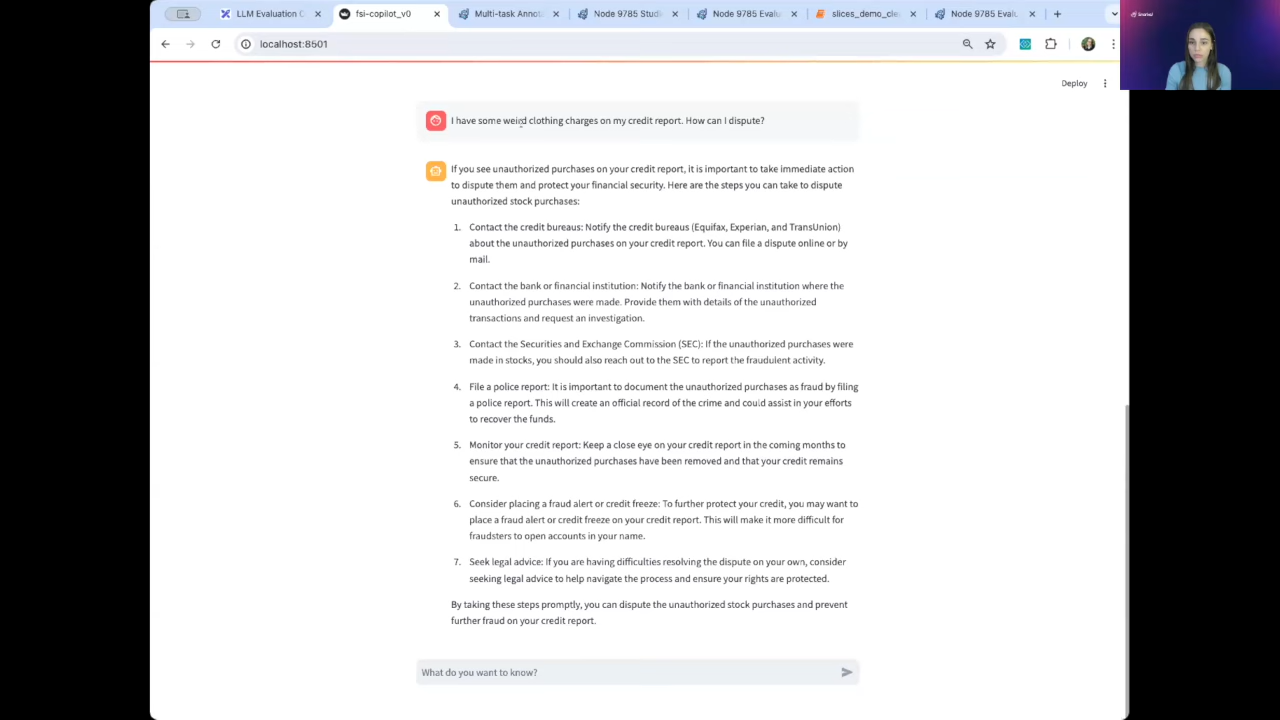 LLM Evaluation C
fsi-copilot_v0
Multi-task Annot
Node 9785 Stud
Node 9785 Evalu
slices_demo_cle
Node 9785 Evalu
localhost:8501
Deploy
I have some weird clothing charges on my credit report. How can I dispute?
If you see unauthorized purchases on your credit report, it is important to take immediate action
to dispute them and protect your financial security. Here are the steps you can take to dispute
unauthorized stock purchases:
1. Contact the credit bureaus: Notify the credit bureaus (Equifax, Experian, and TransUnion)
about the unauthorized purchases on your credit report. You can file a dispute online or by
mail.
2. Contact the bank or financial institution: Notify the bank or financial institution where the
unauthorized purchases were made. Provide them with details of the unauthorized
transactions and request an investigation.
3. Contact the Securities and Exchange Commission (SEC): If the unauthorized purchases were
made in stocks, you should also reach out to the SEC to report the fraudulent activity.
4. File a police report: It is important to document the unauthorized purchases as fraud by filing
a police report. This will create an official record of the crime and could assist in your efforts
to recover the funds.
5. Monitor your credit report: Keep a close eye on your credit report in the coming months to
ensure that the unauthorized purchases have been removed and that your credit remains
secure.
6. Consider placing a fraud alert or credit freeze: To further protect your credit, you may want to
place a fraud alert or credit freeze on your credit report. This will make it more difficult for
fraudsters to open accounts in your name.
7. Seek legal advice: If you are having difficulties resolving the dispute on your own, consider
seeking legal advice to help navigate the process and ensure your rights are protected.
By taking these steps promptly, you can dispute the unauthorized stock purchases and prevent
further fraud on your credit report.
What do you want to know?